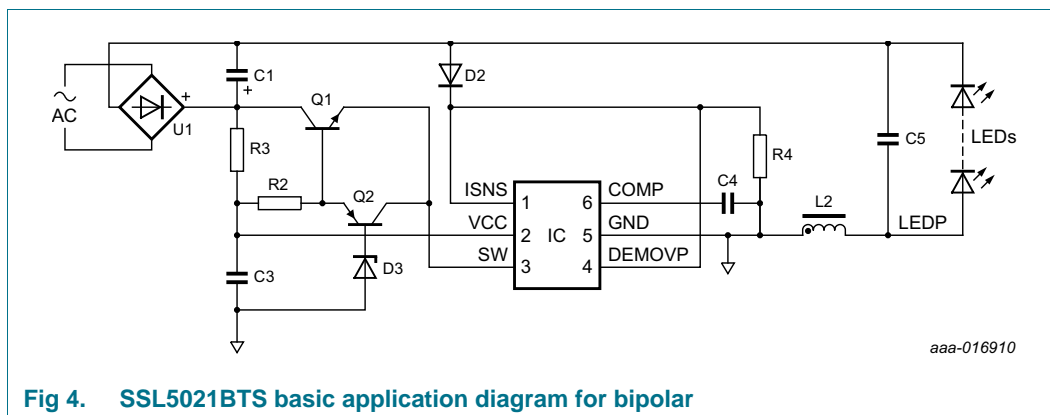 C1
+
D2
AC
+
U1
Q1
R3
R2
Q2
R4
C5
LEDs
ISNS
COMP
C4
1
6
L2
VCC
GND
LEDP
2
IC
5
C3
D3
SW
DEMOVP
3
4
aaa-016910
Fig 4. SSL5021BTS basic application diagram for bipolar